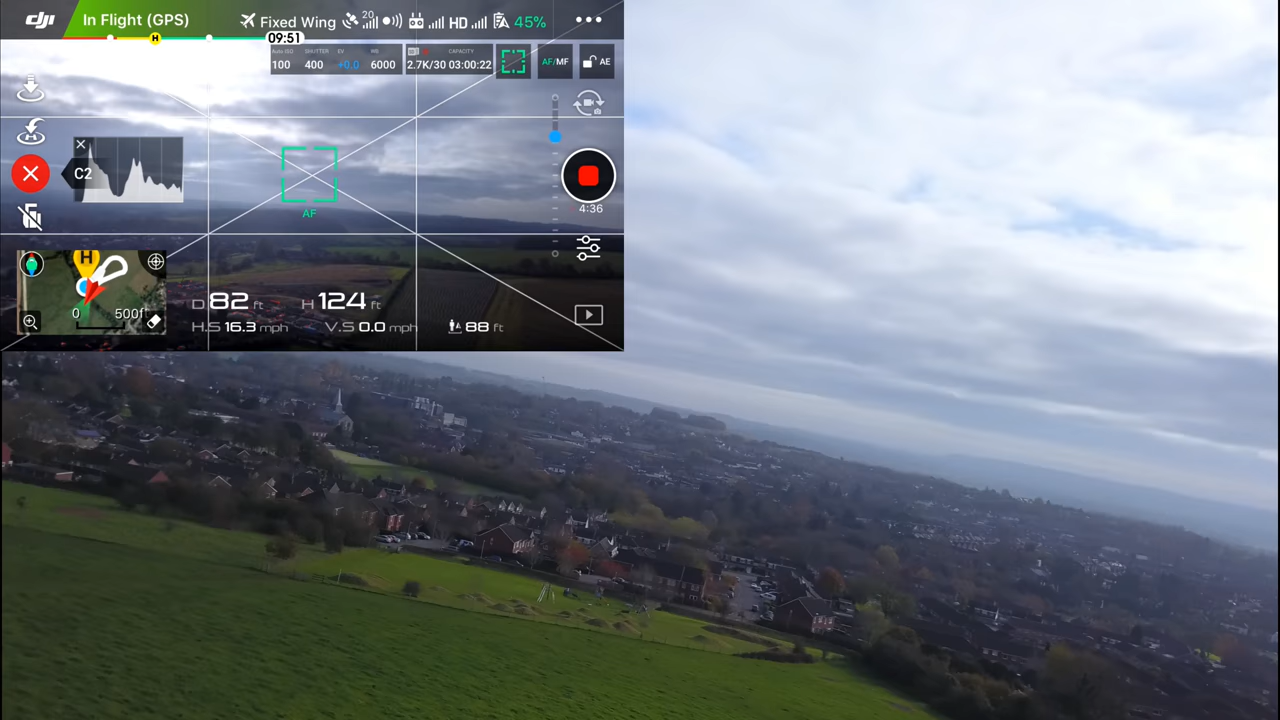 dji In Flight (GPS) Fixed Wing 20 HD 45%
H 09:51
Auto ISO SHUTTER EV WB CAPACITY
100 400 +0.0 6000 2.7K/30 03:00:22 AF/MF AE
C2
AF
4:36
H
0 500ft
D 82 ft H 124 ft
H.S 16.3 mph V.S 0.0 mph 88 ft